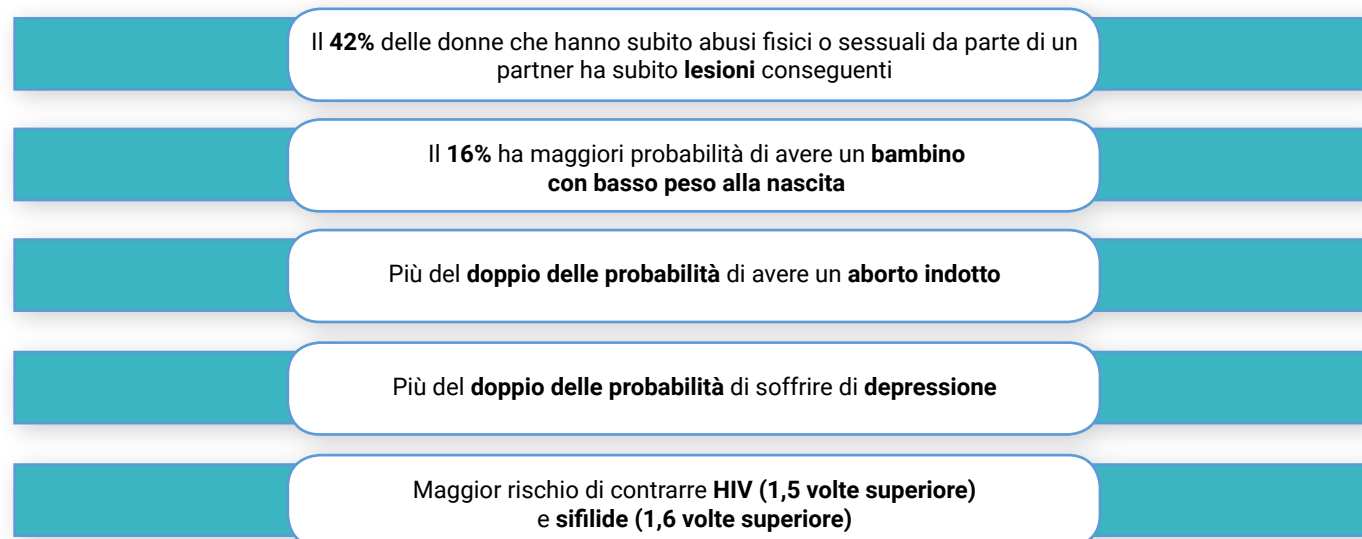 Il 42% delle donne che hanno subito abusi fisici o sessuali da parte di un
partner ha subito lesioni conseguenti
Il 16% ha maggiori probabilità di avere un bambino
con basso peso alla nascita
Più del doppio delle probabilità di avere un aborto indotto
Più del doppio delle probabilità di soffrire di depressione
Maggior rischio di contrarre HIV (1,5 volte superiore)
e sifilide (1,6 volte superiore)